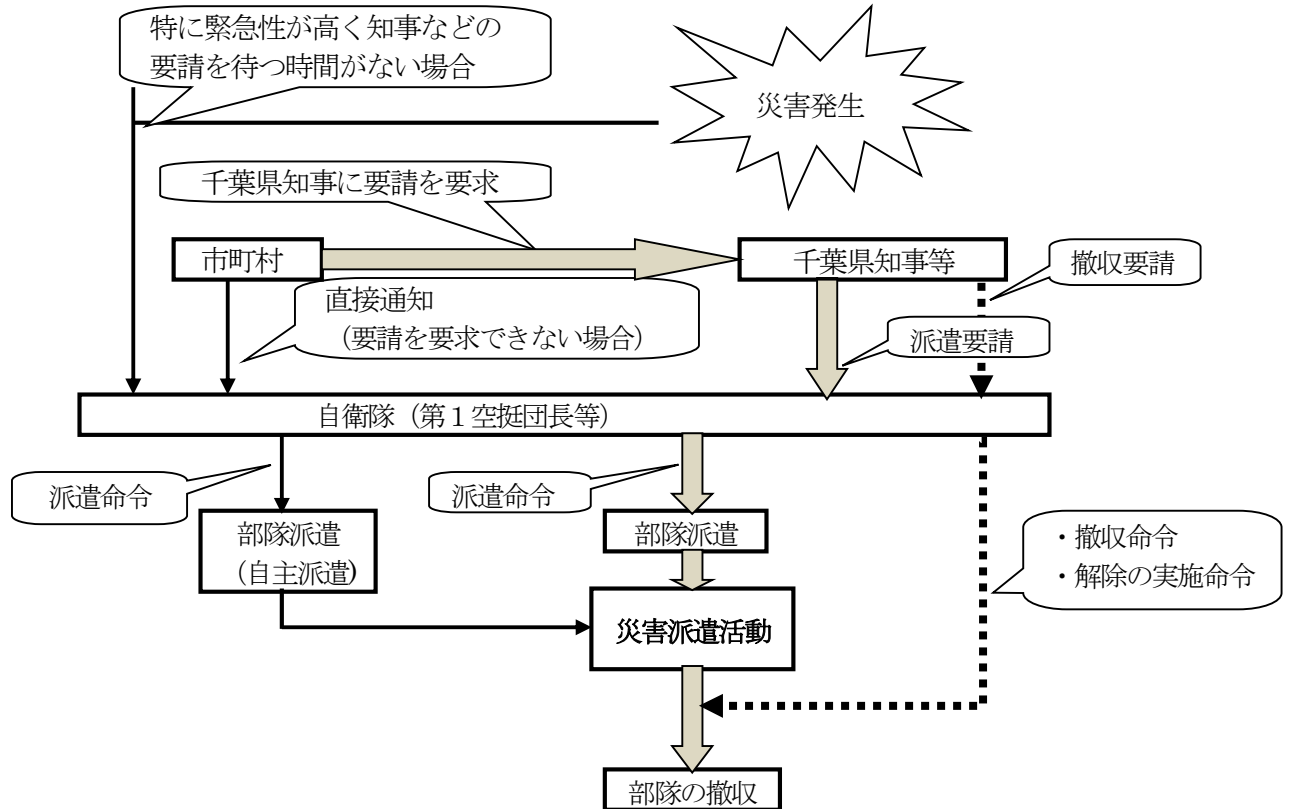 特に緊急性が高く知事などの
要請を待つ時間がない場合
災害発生
千葉県知事に要請を要求
市町村
千葉県知事等
撤収要請
直接通知
（要請を要求できない場合）
派遣要請
自衛隊（第１空挺団長等）
派遣命令
派遣命令
部隊派遣
（自主派遣）
部隊派遣
・撤収命令
・解除の実施命令
災害派遣活動
部隊の撤収